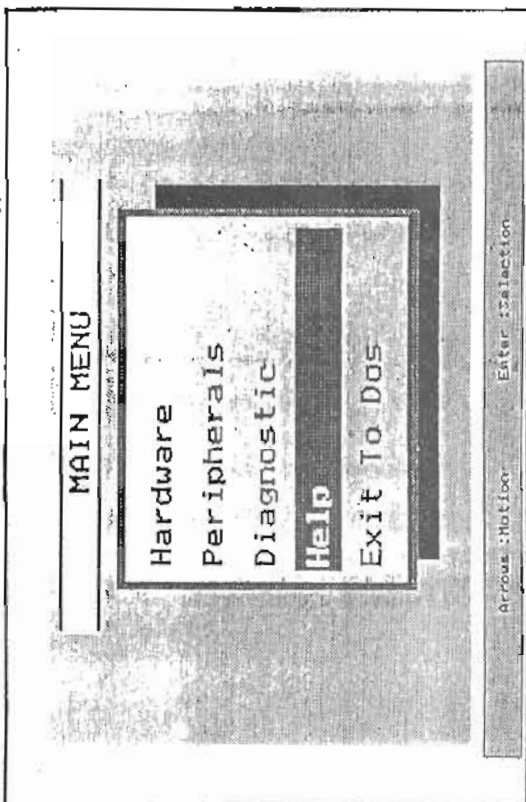 MAIN MENU
Hardware
Peripherals
Diagnostic
Help
Exit To Dos
Arrows :Motion Enter :Selection